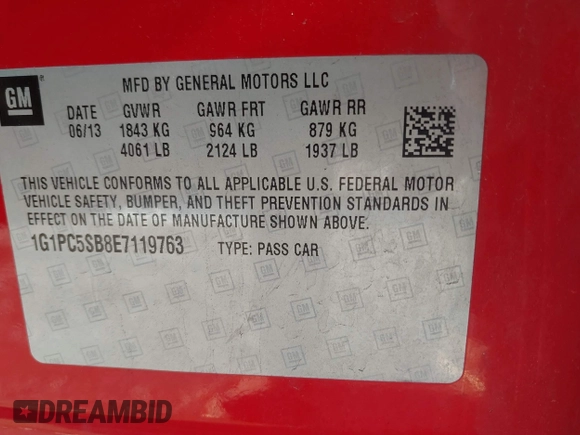 GM
MFD BY GENERAL MOTORS LLC
DATE GVWR GAWR FRT GAWR RR
06/13 1843 KG 964 KG 879 KG
4061 LB 2124 LB 1937 LB
THIS VEHICLE CONFORMS TO ALL APPLICABLE U.S. FEDERAL MOTOR
VEHICLE SAFETY, BUMPER, AND THEFT PREVENTION STANDARDS IN
EFFECT ON THE DATE OF MANUFACTURE SHOWN ABOVE.
1G1PC5SB8E7119763 TYPE: PASS CAR
DREAMBID